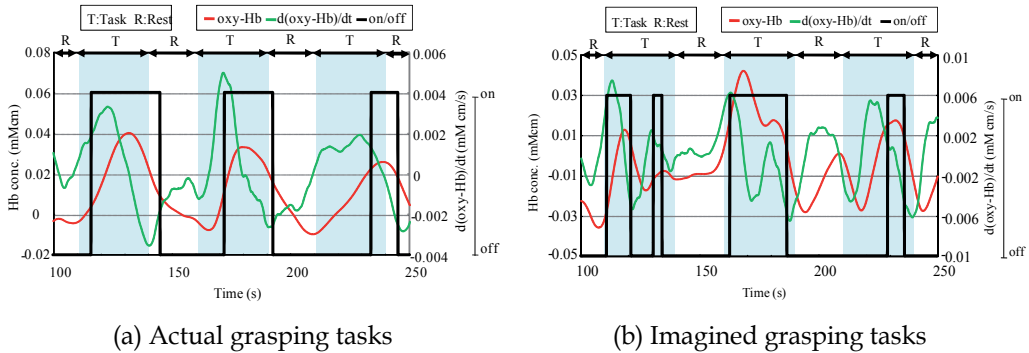 T:Task R:Rest
oxy-Hb d(oxy-Hb)/dt on/off
R T R T R T R
0.08
0.06
0.04
0.02
0
-0.02
Hb conc. (mMcm)
0.006
0.004
0.002
0
-0.002
-0.004
d(oxy-Hb)/dt (mM cm/s)
on
off
100 150 200 250
Time (s)
(a) Actual grasping tasks
T:Task R:Rest
oxy-Hb d(oxy-Hb)/dt on/off
R T R T R T R
0.05
0.03
0.01
-0.01
-0.03
-0.05
Hb conc. (mMcm)
0.01
0.006
0.002
-0.002
-0.006
-0.01
d(oxy-Hb)/dt (mM cm/s)
on
off
100 150 200 250
Time (s)
(b) Imagined grasping tasks